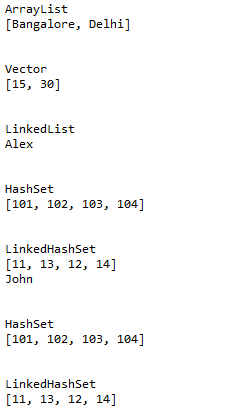 ArrayList
[Bangalore, Delhi]
Vector
[15, 30]
LinkedList
Alex
HashSet
[101, 102, 103, 104]
LinkedHashSet
[11, 13, 12, 14]
John
HashSet
[101, 102, 103, 104]
LinkedHashSet
[11, 13, 12, 14]